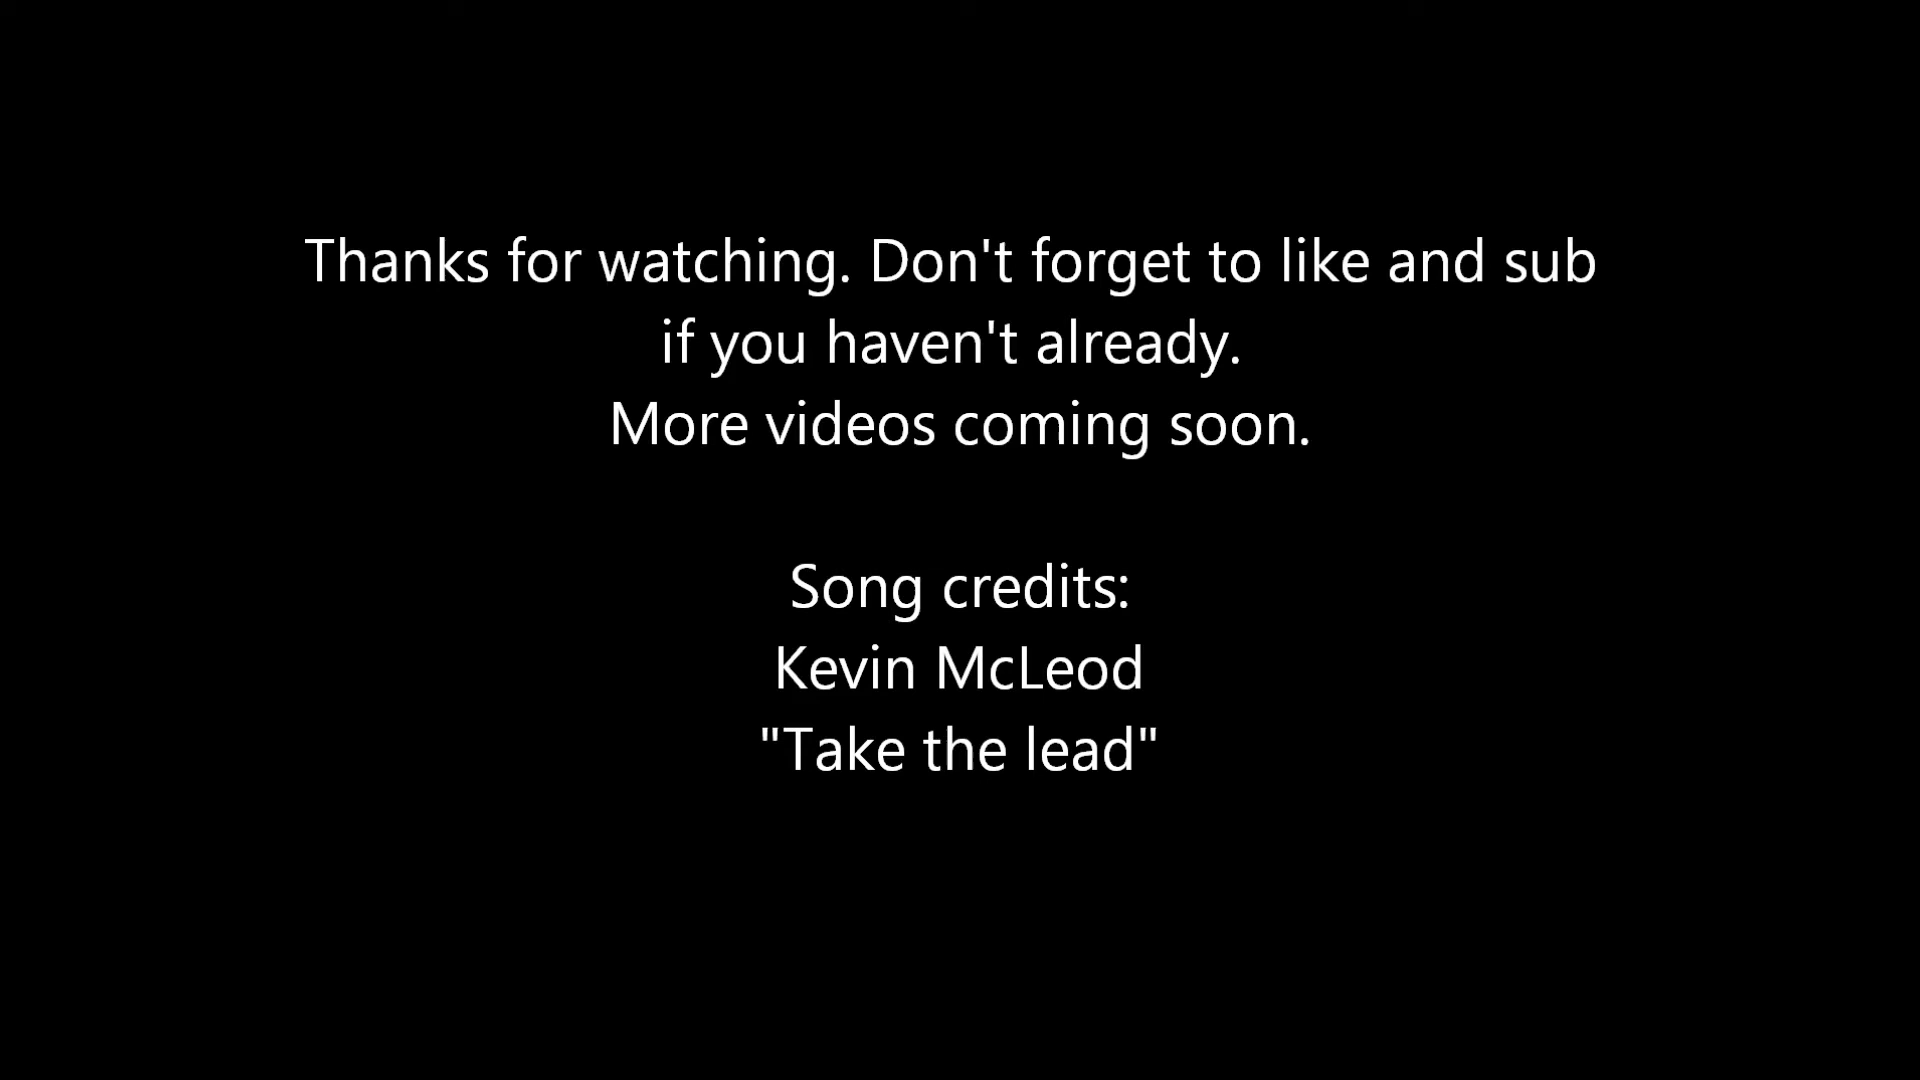 Thanks for watching. Don't forget to like and sub
if you haven't already.
More videos coming soon.
Song credits:
Kevin McLeod
"Take the lead"